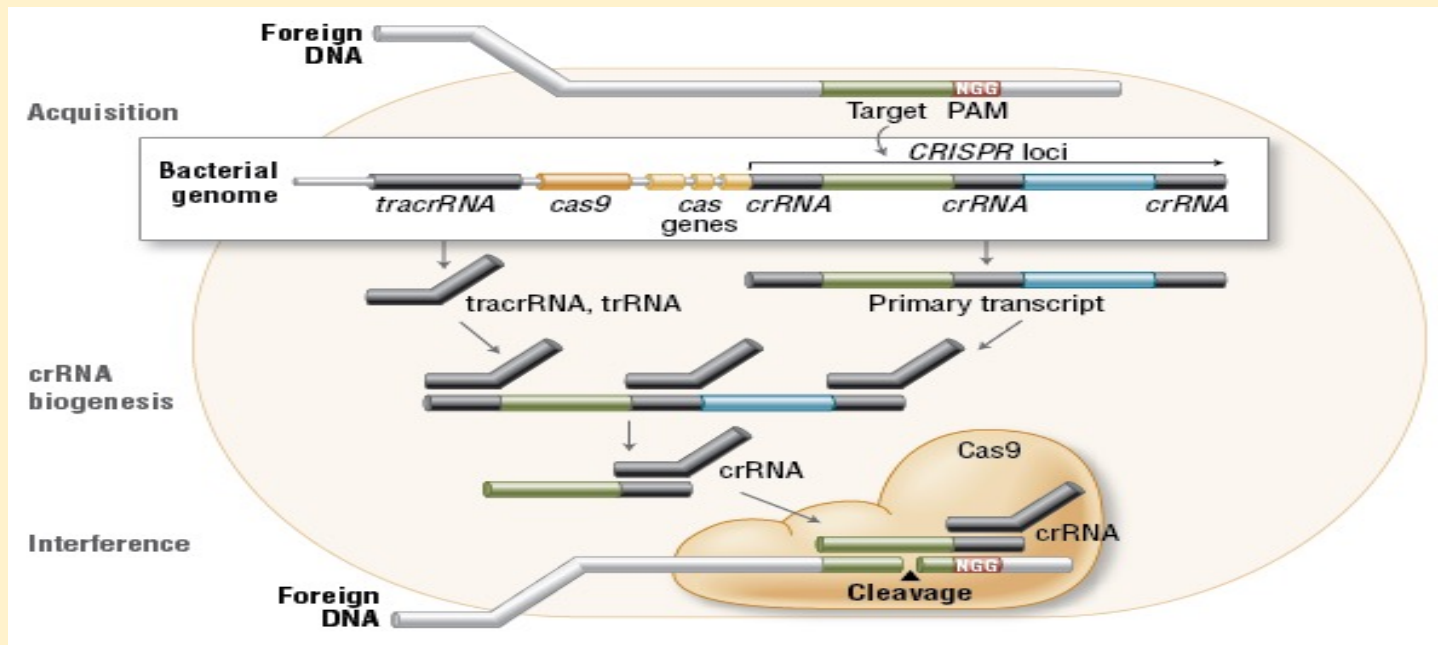 Foreign
DNA
NGG
Acquisition
Target PAM
CRISPR loci
Bacterial
genome
tracrRNA cas9 cas crRNA crRNA crRNA
genes
tracrRNA, trRNA Primary transcript
crRNA
biogenesis
Cas9
crRNA
crRNA
Interference
NGG
Cleavage
Foreign
DNA